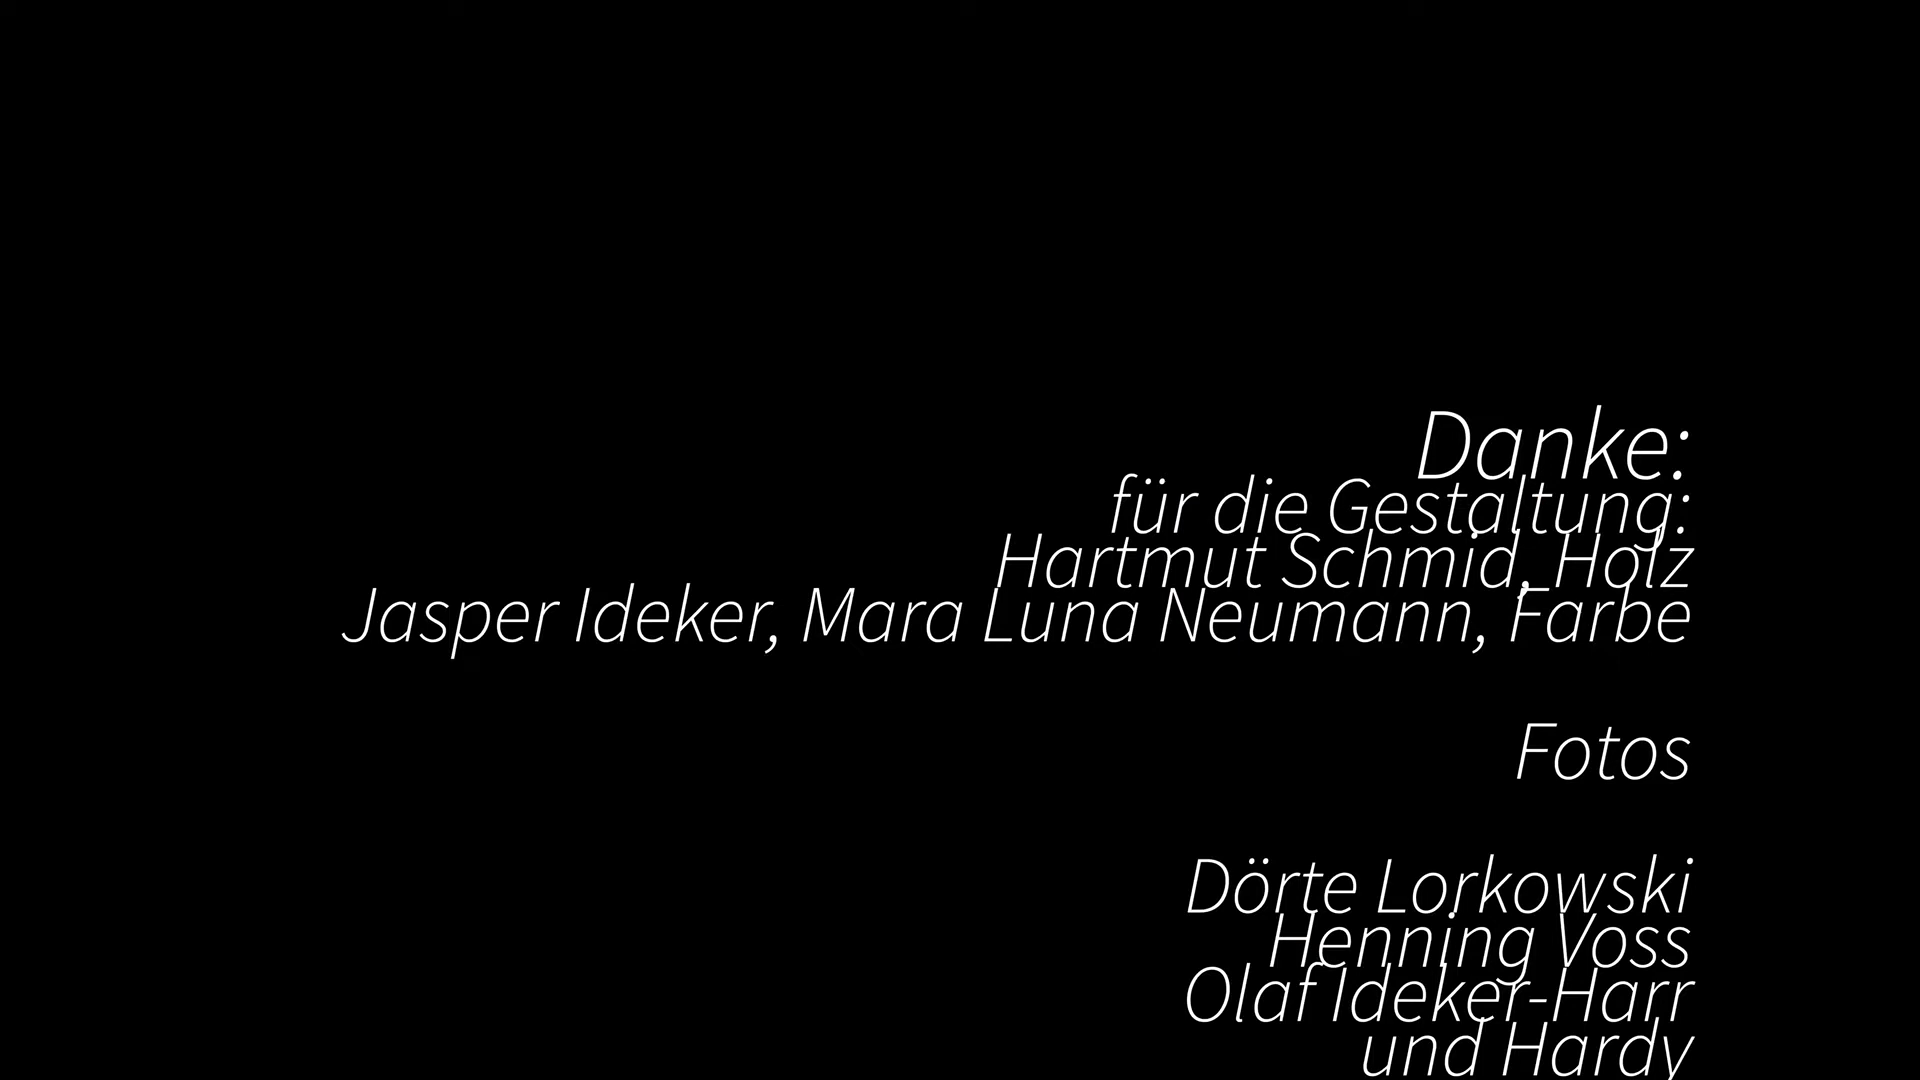 Danke:
für die Gestaltung:
Hartmut Schmid, Holz
Jasper Ideker, Mara Luna Neumann, Farbe
Fotos
Dörte Lorkowski
Henning Voss
Olaf Ideker-Harr
und Hardy